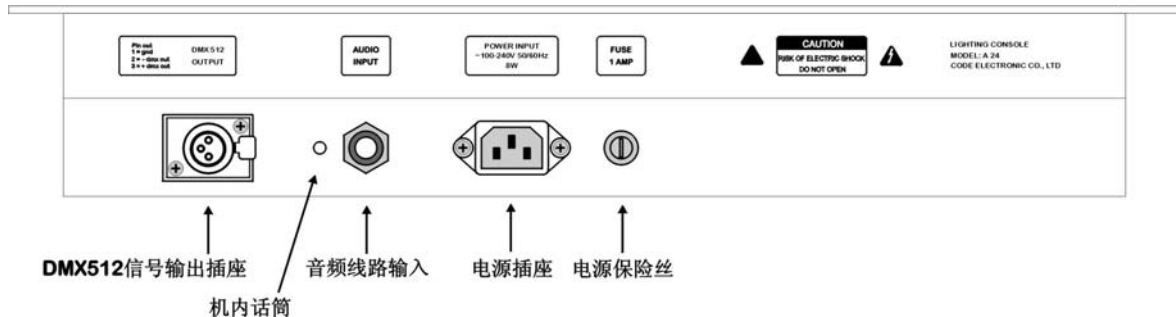 Pin out
1 = gnd
2 = - dmx out
3 = + dmx out
DMX512
OUTPUT
AUDIO
INPUT
POWER INPUT
~100-240V 50/60Hz
8W
FUSE
1 AMP
CAUTION
RISK OF ELECTRIC SHOCK
DO NOT OPEN
LIGHTING CONSOLE
MODEL: A 24
CODE ELECTRONIC CO., LTD
DMX512信号输出插座
机内话筒
音频线路输入
电源插座
电源保险丝